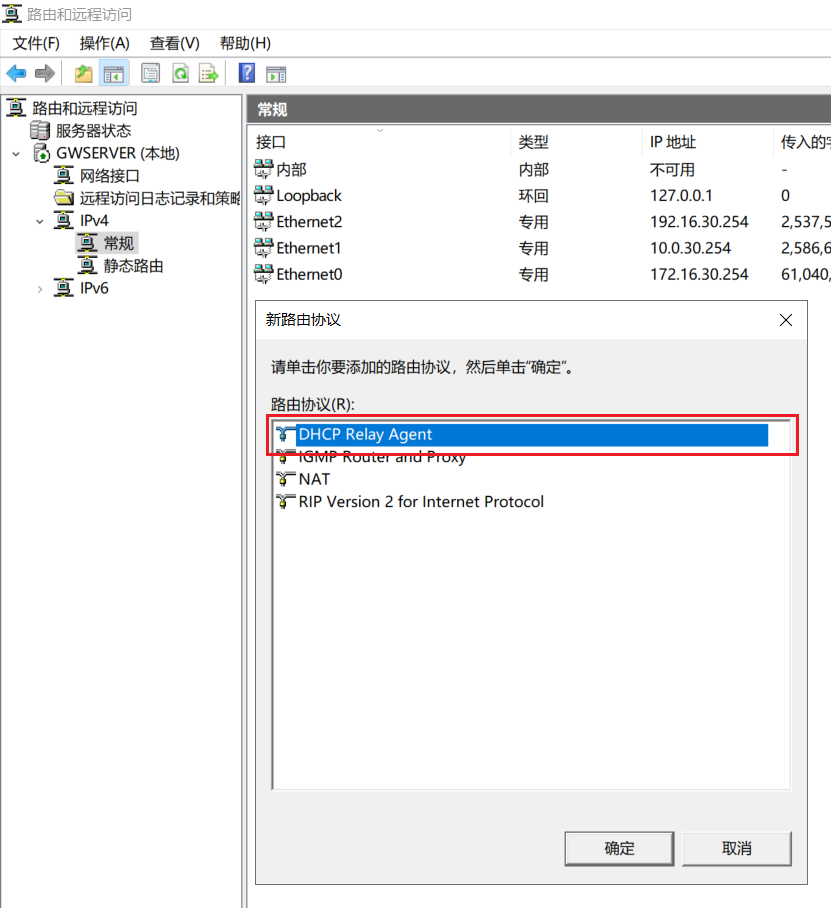 路由和远程访问
文件(F) 操作(A) 查看(V) 帮助(H)
路由和远程访问
服务器状态
GWSERVER (本地)
网络接口
远程访问日志记录和策略
IPv4
常规
静态路由
IPv6
常规
接口 类型 IP 地址 传入的字
内部 内部 不可用 -
Loopback 环回 127.0.0.1 0
Ethernet2 专用 192.16.30.254 2,537,5
Ethernet1 专用 10.0.30.254 2,586,6
Ethernet0 专用 172.16.30.254 61,040,
新路由协议
请单击你要添加的路由协议，然后单击“确定”。
路由协议(R):
DHCP Relay Agent
IGMP Router and Proxy
NAT
RIP Version 2 for Internet Protocol
确定 取消